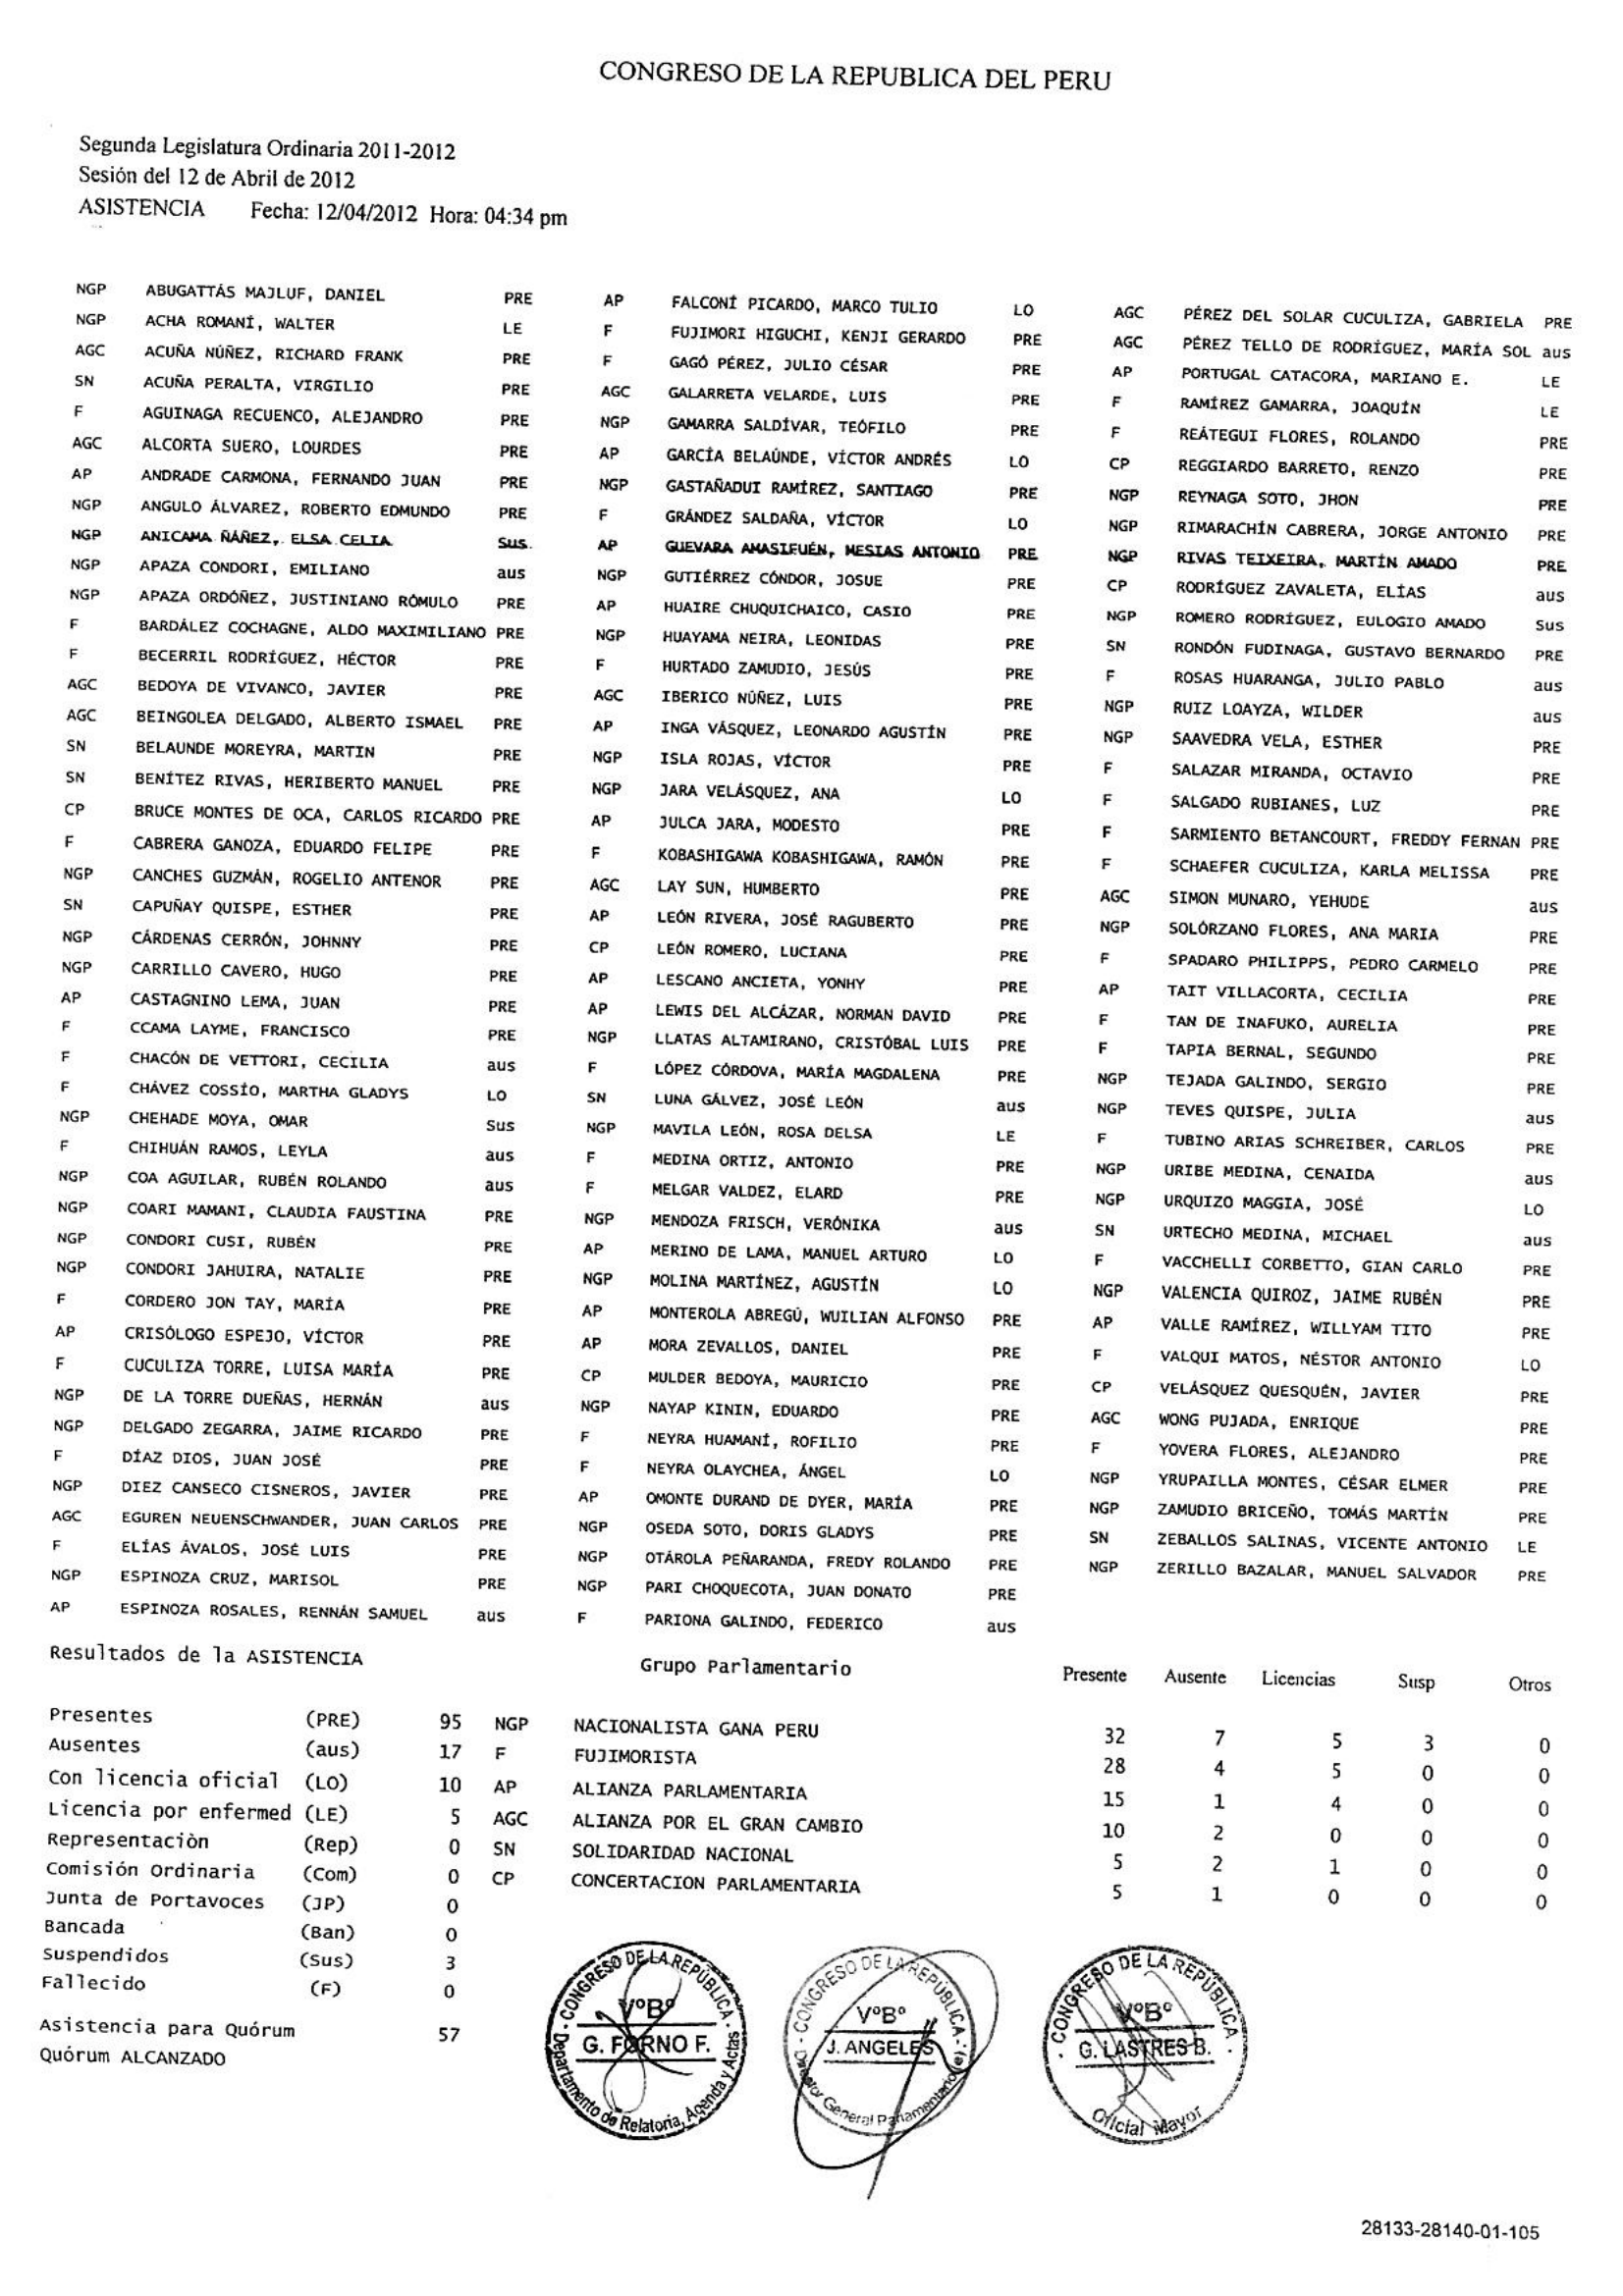 CONGRESO DE LA REPUBLICA DEL PERU
Segunda Legislatura Ordinaria 2011-2012
Sesión del 12 de Abril de 2012
ASISTENCIA Fecha: 12/04/2012 Hora: 04:34 pm
NGP ABUGATTÁS MAJLUF, DANIEL PRE
NGP ACHA ROMANÍ, WALTER LE
AGC ACUÑA NÚÑEZ, RICHARD FRANK PRE
SN ACUÑA PERALTA, VIRGILIO PRE
F AGUINAGA RECUENCO, ALEJANDRO PRE
AGC ALCORTA SUERO, LOURDES PRE
AP ANDRADE CARMONA, FERNANDO JUAN PRE
NGP ANGULO ÁLVAREZ, ROBERTO EDMUNDO PRE
NGP ANICAMA ÑÁÑEZ, ELSA CELIA Sus
NGP APAZA CONDORI, EMILIANO aus
NGP APAZA ORDÓÑEZ, JUSTINIANO RÓMULO PRE
F BARDÁLEZ COCHAGNE, ALDO MAXIMILIANO PRE
F BECERRIL RODRÍGUEZ, HÉCTOR PRE
AGC BEDOYA DE VIVANCO, JAVIER PRE
AGC BEINGOLEA DELGADO, ALBERTO ISMAEL PRE
SN BELAUNDE MOREYRA, MARTIN PRE
SN BENÍTEZ RIVAS, HERIBERTO MANUEL PRE
CP BRUCE MONTES DE OCA, CARLOS RICARDO PRE
F CABRERA GANOZA, EDUARDO FELIPE PRE
NGP CANCHES GUZMÁN, ROGELIO ANTENOR PRE
SN CAPUÑAY QUISPE, ESTHER PRE
NGP CÁRDENAS CERRÓN, JOHNNY PRE
NGP CARRILLO CAVERO, HUGO PRE
AP CASTAGNINO LEMA, JUAN PRE
F CCAMA LAYME, FRANCISCO PRE
F CHACÓN DE VETTORI, CECILIA aus
F CHÁVEZ COSSÍO, MARTHA GLADYS LO
NGP CHEHADE MOYA, OMAR Sus
F CHIHUÁN RAMOS, LEYLA aus
NGP COA AGUILAR, RUBÉN ROLANDO aus
NGP COARI MAMANI, CLAUDIA FAUSTINA PRE
NGP CONDORI CUSI, RUBÉN PRE
NGP CONDORI JAHUIRA, NATALIE PRE
F CORDERO JON TAY, MARÍA PRE
AP CRISÓLOGO ESPEJO, VÍCTOR PRE
F CUCULIZA TORRE, LUISA MARÍA PRE
NGP DE LA TORRE DUEÑAS, HERNÁN aus
NGP DELGADO ZEGARRA, JAIME RICARDO PRE
F DÍAZ DIOS, JUAN JOSÉ PRE
NGP DIEZ CANSECO CISNEROS, JAVIER PRE
AGC EGUREN NEUENSCHWANDER, JUAN CARLOS PRE
F ELÍAS ÁVALOS, JOSÉ LUIS PRE
NGP ESPINOZA CRUZ, MARISOL PRE
AP ESPINOZA ROSALES, RENNÁN SAMUEL aus
AP FALCONÍ PICARDO, MARCO TULIO LO
F FUJIMORI HIGUCHI, KENJI GERARDO PRE
F GAGÓ PÉREZ, JULIO CÉSAR PRE
AGC GALARRETA VELARDE, LUIS PRE
NGP GAMARRA SALDÍVAR, TEÓFILO PRE
AP GARCÍA BELAÚNDE, VÍCTOR ANDRÉS LO
NGP GASTAÑADUI RAMÍREZ, SANTIAGO PRE
F GRÁNDEZ SALDAÑA, VÍCTOR LO
AP GUEVARA AMASIFUÉN, MESIAS ANTONIO PRE
NGP GUTIÉRREZ CÓNDOR, JOSUE PRE
AP HUAIRE CHUQUICHAICO, CASIO PRE
NGP HUAYAMA NEIRA, LEONIDAS PRE
F HURTADO ZAMUDIO, JESÚS PRE
AGC IBERICO NÚÑEZ, LUIS PRE
AP INGA VÁSQUEZ, LEONARDO AGUSTÍN PRE
NGP ISLA ROJAS, VÍCTOR PRE
NGP JARA VELÁSQUEZ, ANA LO
AP JULCA JARA, MODESTO PRE
F KOBASHIGAWA KOBASHIGAWA, RAMÓN PRE
AGC LAY SUN, HUMBERTO PRE
AP LEÓN RIVERA, JOSÉ RAGUBERTO PRE
CP LEÓN ROMERO, LUCIANA PRE
AP LESCANO ANCIETA, YONHY PRE
AP LEWIS DEL ALCÁZAR, NORMAN DAVID PRE
NGP LLATAS ALTAMIRANO, CRISTÓBAL LUIS PRE
F LÓPEZ CÓRDOVA, MARÍA MAGDALENA PRE
SN LUNA GÁLVEZ, JOSÉ LEÓN aus
NGP MAVILA LEÓN, ROSA DELSA LE
F MEDINA ORTIZ, ANTONIO PRE
F MELGAR VALDEZ, ELARD PRE
NGP MENDOZA FRISCH, VERÓNIKA aus
AP MERINO DE LAMA, MANUEL ARTURO LO
NGP MOLINA MARTÍNEZ, AGUSTÍN LO
AP MONTEROLA ABREGÚ, WUILIAN ALFONSO PRE
AP MORA ZEVALLOS, DANIEL PRE
CP MULDER BEDOYA, MAURICIO PRE
NGP NAYAP KININ, EDUARDO PRE
F NEYRA HUAMANÍ, ROFILIO PRE
F NEYRA OLAYCHEA, ÁNGEL LO
AP OMONTE DURAND DE DYER, MARÍA PRE
NGP OSEDA SOTO, DORIS GLADYS PRE
NGP OTÁROLA PEÑARANDA, FREDY ROLANDO PRE
NGP PARI CHOQUECOTA, JUAN DONATO PRE
F PARIONA GALINDO, FEDERICO aus
AGC PÉREZ DEL SOLAR CUCULIZA, GABRIELA PRE
AGC PÉREZ TELLO DE RODRÍGUEZ, MARÍA SOL aus
AP PORTUGAL CATACORA, MARIANO E. LE
F RAMÍREZ GAMARRA, JOAQUÍN LE
F REÁTEGUI FLORES, ROLANDO PRE
CP REGGIARDO BARRETO, RENZO PRE
NGP REYNAGA SOTO, JHON PRE
NGP RIMARACHÍN CABRERA, JORGE ANTONIO PRE
NGP RIVAS TEIXEIRA, MARTÍN AMADO PRE
CP RODRÍGUEZ ZAVALETA, ELÍAS aus
NGP ROMERO RODRÍGUEZ, EULOGIO AMADO Sus
SN RONDÓN FUDINAGA, GUSTAVO BERNARDO PRE
F ROSAS HUARANGA, JULIO PABLO aus
NGP RUIZ LOAYZA, WILDER aus
NGP SAAVEDRA VELA, ESTHER PRE
F SALAZAR MIRANDA, OCTAVIO PRE
F SALGADO RUBIANES, LUZ PRE
F SARMIENTO BETANCOURT, FREDDY FERNAN PRE
F SCHAEFER CUCULIZA, KARLA MELISSA PRE
AGC SIMON MUNARO, YEHUDE aus
NGP SOLÓRZANO FLORES, ANA MARIA PRE
F SPADARO PHILIPPS, PEDRO CARMELO PRE
AP TAIT VILLACORTA, CECILIA PRE
F TAN DE INAFUKO, AURELIA PRE
F TAPIA BERNAL, SEGUNDO PRE
NGP TEJADA GALINDO, SERGIO PRE
NGP TEVES QUISPE, JULIA aus
F TUBINO ARIAS SCHREIBER, CARLOS PRE
NGP URIBE MEDINA, CENAIDA aus
NGP URQUIZO MAGGIA, JOSÉ LO
SN URTECHO MEDINA, MICHAEL aus
F VACCHELLI CORBETTO, GIAN CARLO PRE
NGP VALENCIA QUIROZ, JAIME RUBÉN PRE
AP VALLE RAMÍREZ, WILLYAM TITO PRE
F VALQUI MATOS, NÉSTOR ANTONIO LO
CP VELÁSQUEZ QUESQUÉN, JAVIER PRE
AGC WONG PUJADA, ENRIQUE PRE
F YOVERA FLORES, ALEJANDRO PRE
NGP YRUPAILLA MONTES, CÉSAR ELMER PRE
NGP ZAMUDIO BRICEÑO, TOMÁS MARTÍN PRE
SN ZEBALLOS SALINAS, VICENTE ANTONIO LE
NGP ZERILLO BAZALAR, MANUEL SALVADOR PRE
Resultados de la ASISTENCIA
Presentes (PRE) 95
Ausentes (aus) 17
Con licencia oficial (LO) 10
Licencia por enfermed (LE) 5
Representaciòn (Rep) 0
Comisión Ordinaria (Com) 0
Junta de Portavoces (JP) 0
Bancada (Ban) 0
Suspendidos (Sus) 3
Fallecido (F) 0
Asistencia para Quórum 57
Quórum ALCANZADO
Grupo Parlamentario Presente Ausente Licencias Susp Otros
NGP NACIONALISTA GANA PERU 32 7 5 3 0
F FUJIMORISTA 28 4 5 0 0
AP ALIANZA PARLAMENTARIA 15 1 4 0 0
AGC ALIANZA POR EL GRAN CAMBIO 10 2 0 0 0
SN SOLIDARIDAD NACIONAL 5 2 1 0 0
CP CONCERTACION PARLAMENTARIA 5 1 0 0 0
CONGRESO DE LA REPÚBLICA
VºBº
G. FORNO F.
Departamento de Relatoria, Agenda y Actas
CONGRESO DE LA REPÚBLICA
VºBº
J. ANGELES
Director General Parlamentario (e)
CONGRESO DE LA REPÚBLICA
VºBº
G. LASTRES B.
Oficial Mayor
28133-28140-01-105